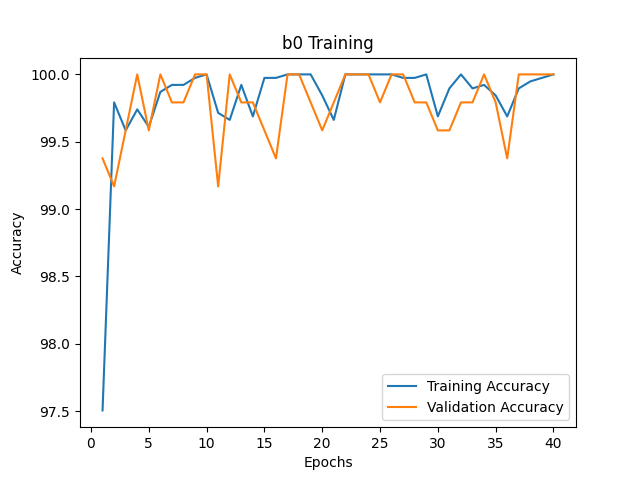 b0 Training
100.0
99.5
99.0
98.5
98.0
97.5
Accuracy
0 5 10 15 20 25 30 35 40
Epochs
Training Accuracy
Validation Accuracy